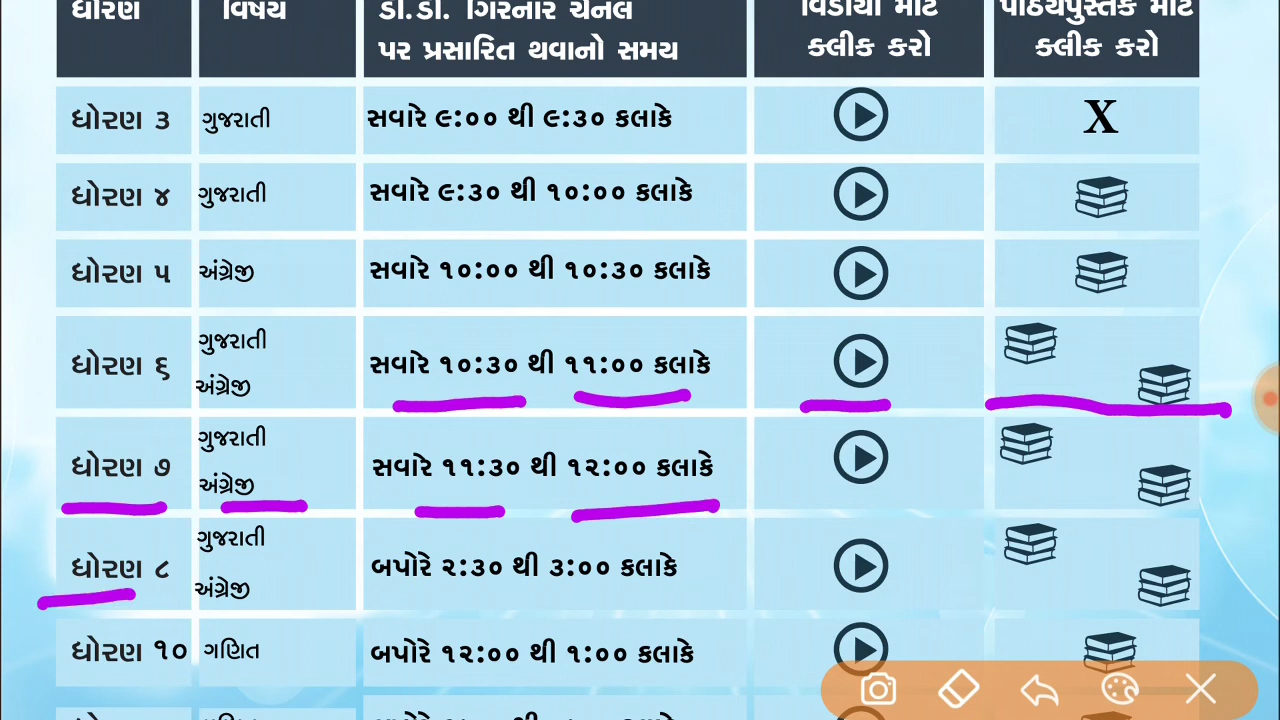 ધોરણ વિષય ડી.ડી. ગિરનાર ચેનલ
પર પ્રસારિત થવાનો સમય
વિડીયો માટે
ક્લીક કરો
પાઠ્યપુસ્તક માટે
ક્લીક કરો
ધોરણ ૩ ગુજરાતી સવારે ૯:૦૦ થી ૯:૩૦ કલાકે X
ધોરણ ૪ ગુજરાતી સવારે ૯:૩૦ થી ૧૦:૦૦ કલાકે
ધોરણ ૫ અંગ્રેજી સવારે ૧૦:૦૦ થી ૧૦:૩૦ કલાકે
ધોરણ ૬ ગુજરાતી
અંગ્રેજી
સવારે ૧૦:૩૦ થી ૧૧:૦૦ કલાકે
ધોરણ ૭ ગુજરાતી
અંગ્રેજી
સવારે ૧૧:૩૦ થી ૧૨:૦૦ કલાકે
ધોરણ ૮ ગુજરાતી
અંગ્રેજી
બપોરે ૨:૩૦ થી ૩:૦૦ કલાકે
ધોરણ ૧૦ ગણિત બપોરે ૧૨:૦૦ થી ૧:૦૦ કલાકે